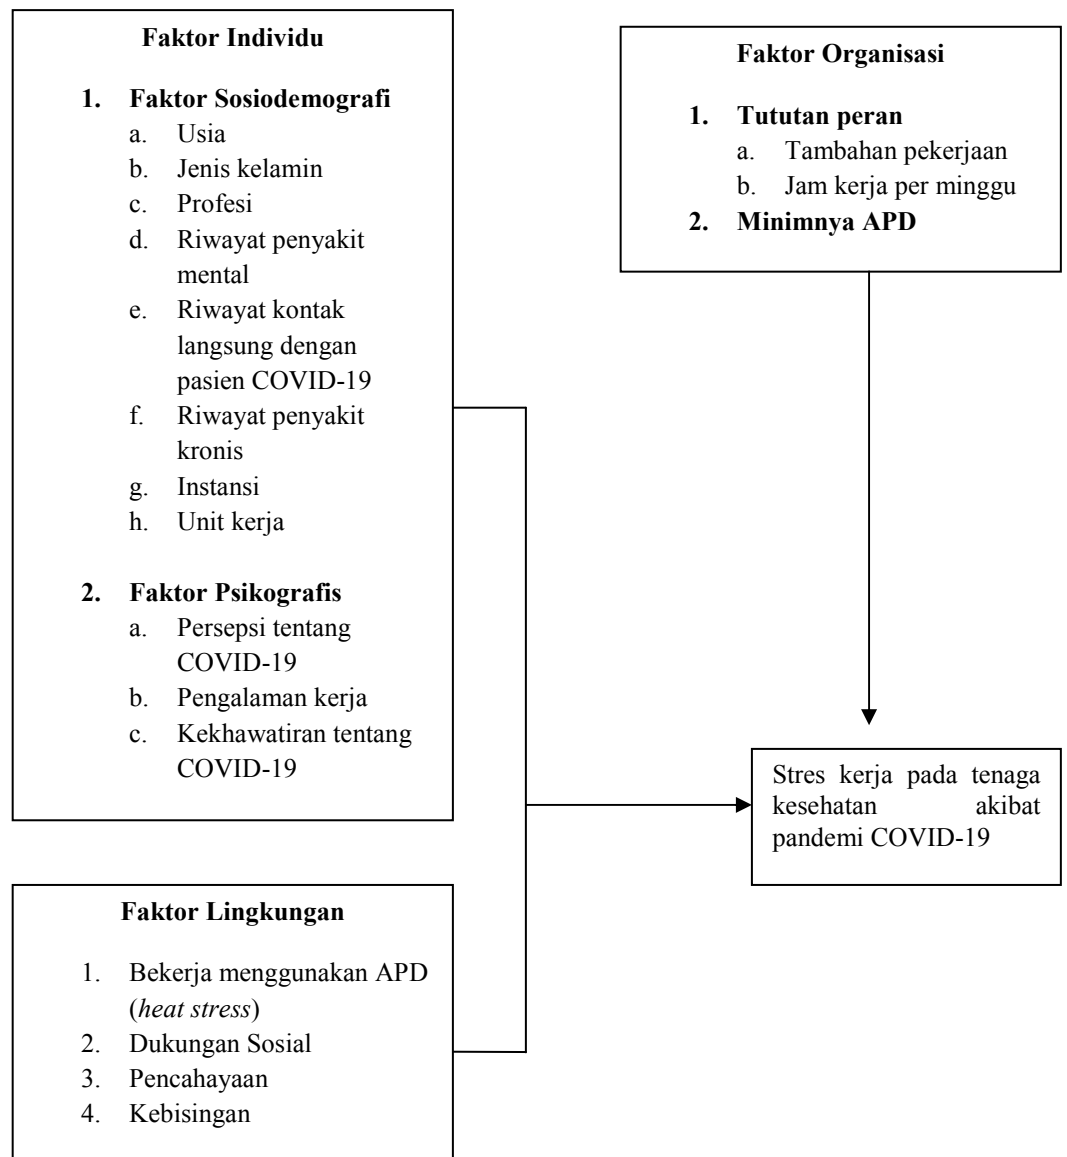 Faktor Individu
1. Faktor Sosiodemografi
a. Usia
b. Jenis kelamin
c. Profesi
d. Riwayat penyakit
mental
e. Riwayat kontak
langsung dengan
pasien COVID-19
f. Riwayat penyakit
kronis
g. Instansi
h. Unit kerja
2. Faktor Psikografis
a. Persepsi tentang
COVID-19
b. Pengalaman kerja
c. Kekhawatiran tentang
COVID-19
Faktor Organisasi
1. Tututan peran
a. Tambahan pekerjaan
b. Jam kerja per minggu
2. Minimnya APD
Stres kerja pada tenaga
kesehatan akibat
pandemi COVID-19
Faktor Lingkungan
1. Bekerja menggunakan APD
(heat stress)
2. Dukungan Sosial
3. Pencahayaan
4. Kebisingan